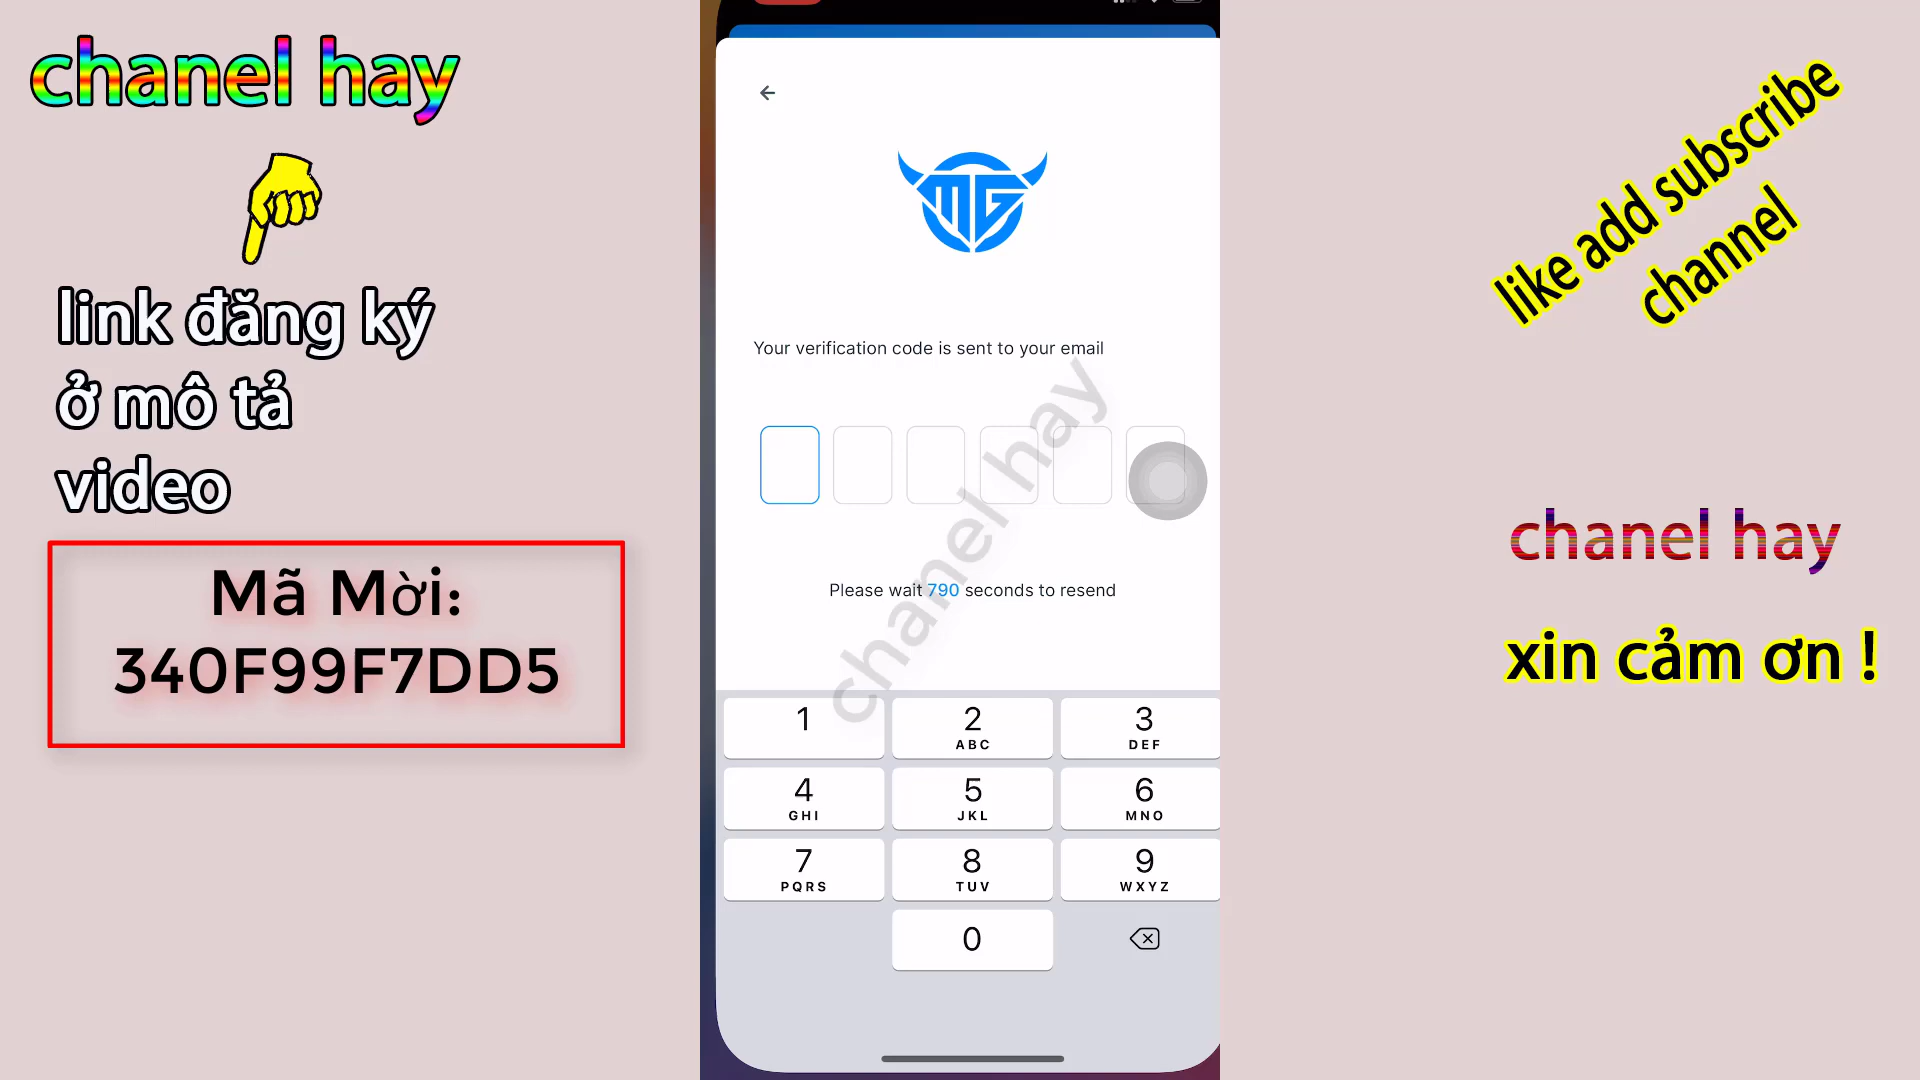 chanel hay
link đăng ký
ở mô tả
video
Mã Mời:
340F99F7DD5
MG
Your verification code is sent to your email
chanel hay
Please wait 790 seconds to resend
1
2
ABC
3
DEF
4
GHI
5
JKL
6
MNO
7
PQRS
8
TUV
9
WXYZ
0
like add subscribe
channel
chanel hay
xin cảm ơn !